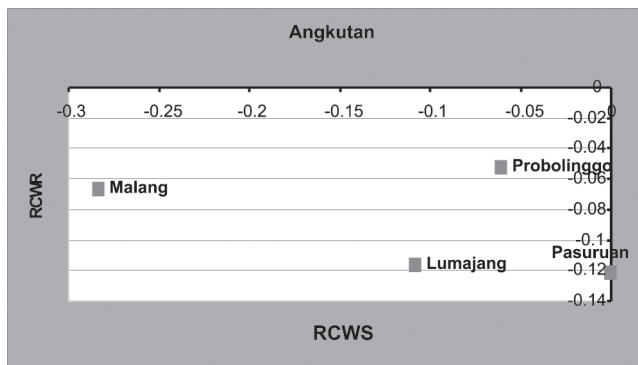 Angkutan
0
-0.3 -0.25 -0.2 -0.15 -0.1 -0.05 0
-0.02
-0.04
Probolinggo
-0.06
Malang
RCWR
-0.08
-0.1
Pasuruan
Lumajang
-0.12
-0.14
RCWS